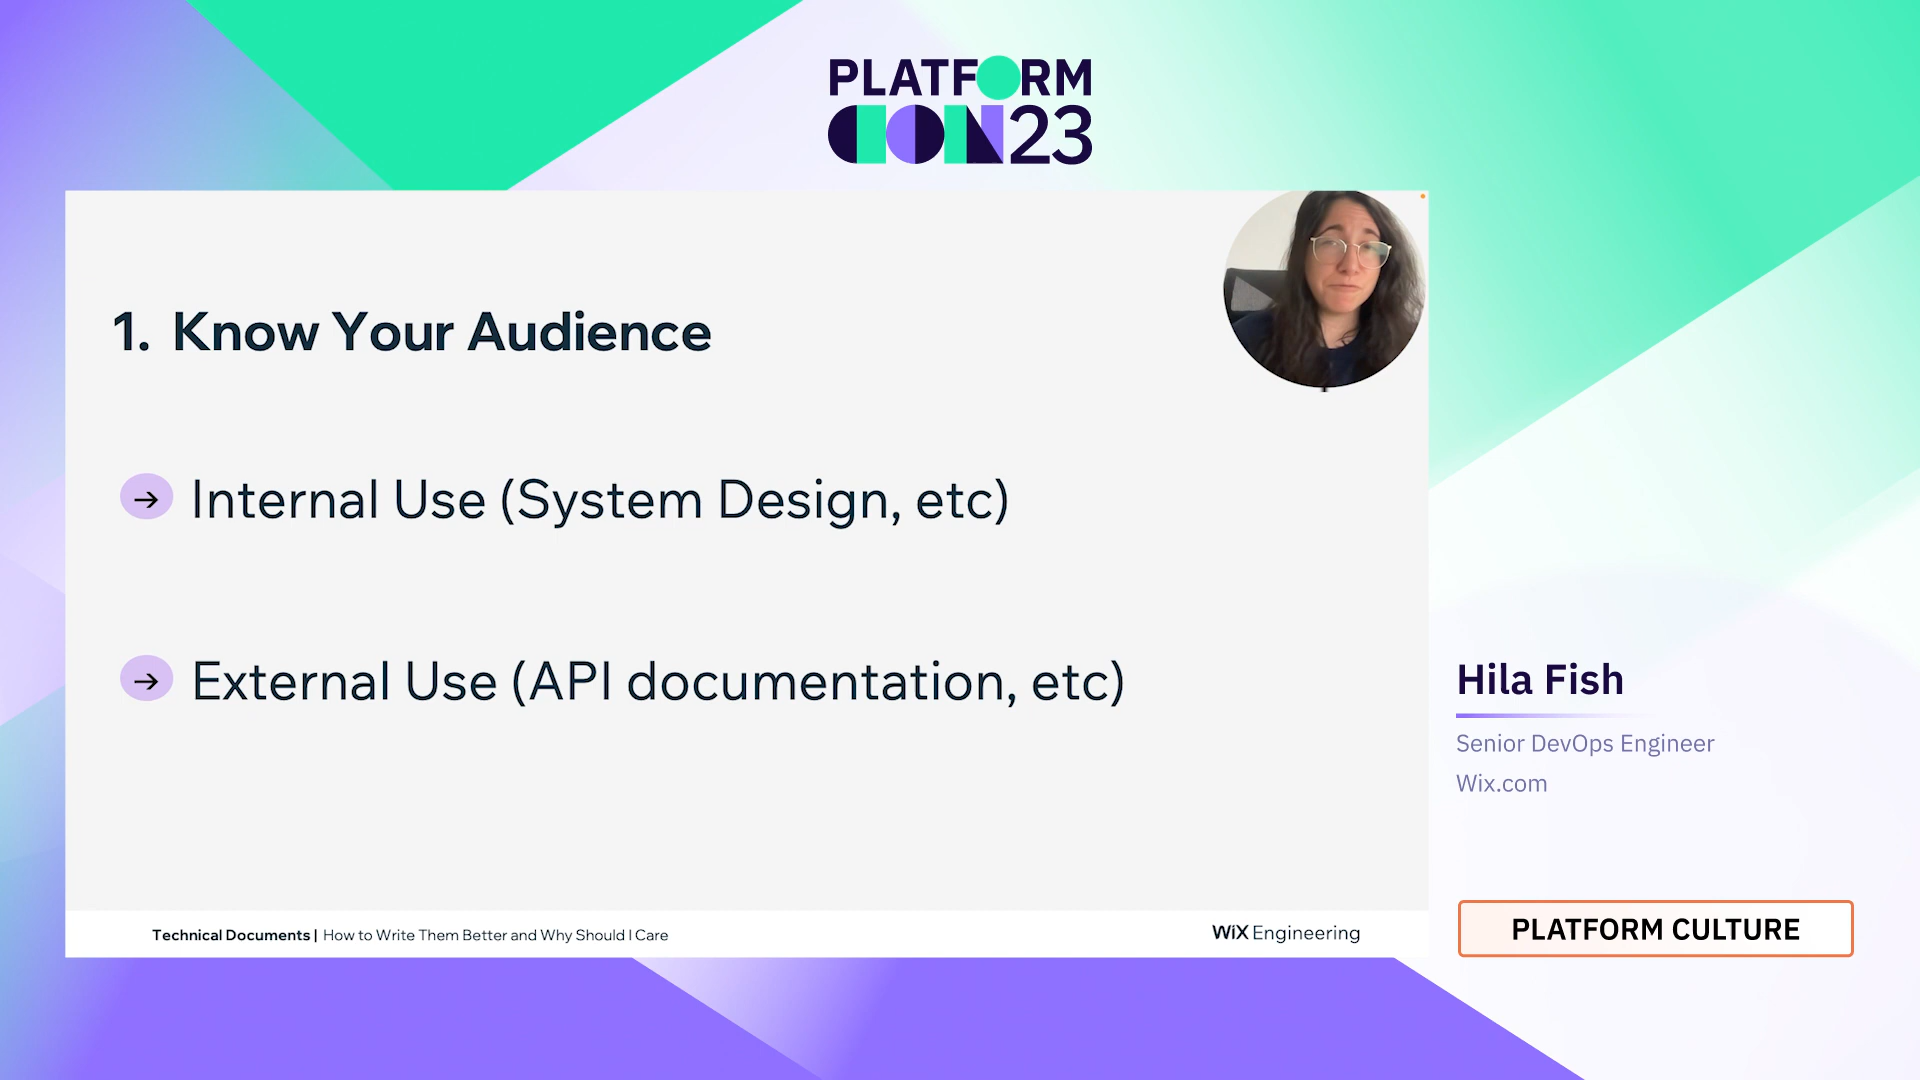 PLATFORM
CON23
1. Know Your Audience
→ Internal Use (System Design, etc)
→ External Use (API documentation, etc)
Hila Fish
Senior DevOps Engineer
Wix.com
PLATFORM CULTURE
Technical Documents | How to Write Them Better and Why Should I Care
WiX Engineering